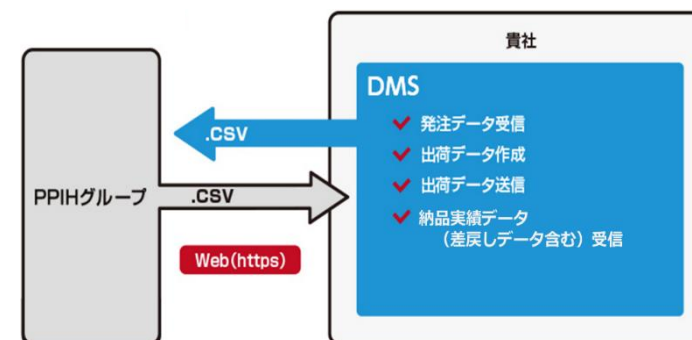 貴社
DMS
発注データ受信
.CSV
出荷データ作成
出荷データ送信
PPIHグループ
.CSV
納品実績データ
（差戻しデータ含む）受信
Web(https)